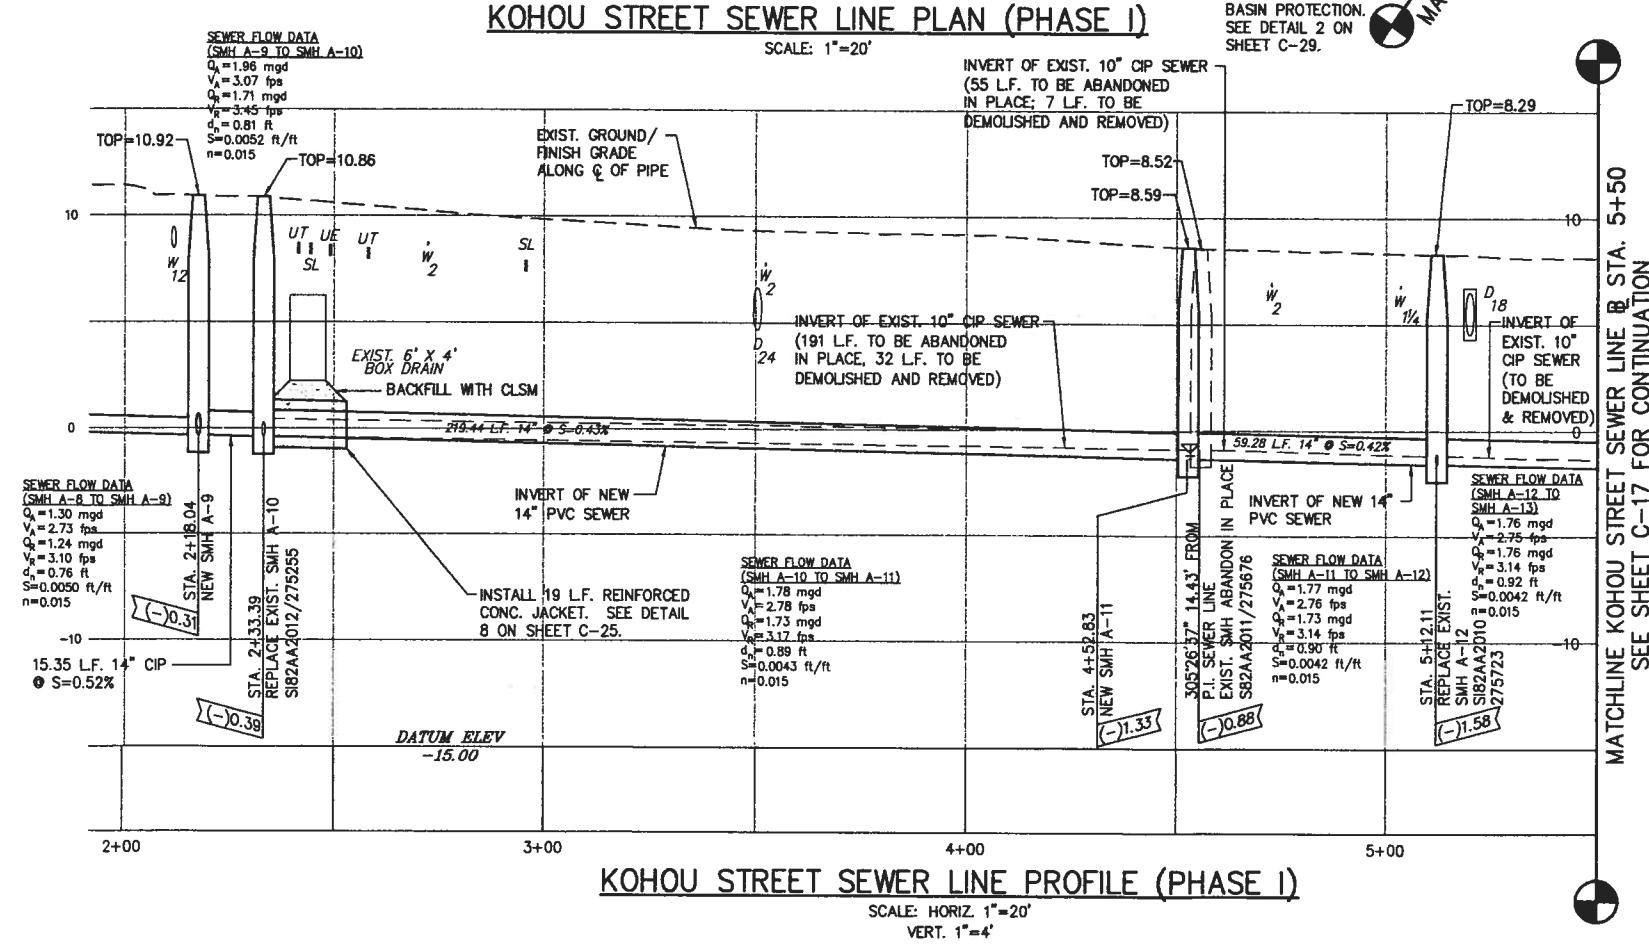 KOHOU STREET SEWER LINE PLAN (PHASE I)
SCALE: 1"=20'
BASIN PROTECTION.
SEE DETAIL 2 ON
SHEET C-29.
SEWER FLOW DATA
(SMH A-9 TO SMH A-10)
QA=1.96 mgd
VA=3.07 fps
QR=1.71 mgd
VR=3.45 fps
dn=0.81 ft
S=0.0052 ft/ft
n=0.015
TOP=10.92
TOP=10.86
EXIST. GROUND/
FINISH GRADE
ALONG ℄ OF PIPE
INVERT OF EXIST. 10" CIP SEWER
(55 L.F. TO BE ABANDONED
IN PLACE; 7 L.F. TO BE
DEMOLISHED AND REMOVED)
TOP=8.52
TOP=8.59
TOP=8.29
10
10
W
12
UT
SL
UE
UT
W
2
SL
W
2
D
24
W
2
W
1¼
D
18
EXIST. 6' X 4'
BOX DRAIN
BACKFILL WITH CLSM
INVERT OF EXIST. 10" CIP SEWER
(191 L.F. TO BE ABANDONED
IN PLACE, 32 L.F. TO BE
DEMOLISHED AND REMOVED)
INVERT OF
EXIST. 10"
CIP SEWER
(TO BE
DEMOLISHED
& REMOVED)
0
0
219.44 L.F. 14" @ S=0.43%
59.28 L.F. 14" @ S=0.42%
SEWER FLOW DATA
(SMH A-8 TO SMH A-9)
QA=1.30 mgd
VA=2.73 fps
QR=1.24 mgd
VR=3.10 fps
dn=0.76 ft
S=0.0050 ft/ft
n=0.015
INVERT OF NEW
14" PVC SEWER
INVERT OF NEW 14"
PVC SEWER
SEWER FLOW DATA
(SMH A-12 TO
SMH A-13)
QA=1.76 mgd
VA=2.75 fps
QR=1.76 mgd
VR=3.14 fps
dn=0.92 ft
S=0.0042 ft/ft
n=0.015
STA. 2+18.04
NEW SMH A-9
(-)0.31
STA. 2+33.39
REPLACE EXIST. SMH A-10
SI82AA2012/275255
(-)0.39
INSTALL 19 L.F. REINFORCED
CONC. JACKET. SEE DETAIL
8 ON SHEET C-25.
SEWER FLOW DATA
(SMH A-10 TO SMH A-11)
QA=1.78 mgd
VA=2.78 fps
QR=1.73 mgd
VR=3.17 fps
dn=0.89 ft
S=0.0043 ft/ft
n=0.015
SEWER FLOW DATA
(SMH A-11 TO SMH A-12)
QA=1.77 mgd
VA=2.76 fps
QR=1.73 mgd
VR=3.14 fps
dn=0.90 ft
S=0.0042 ft/ft
n=0.015
STA. 4+52.83
NEW SMH A-11
(-)1.33
305°26'37" 14.43' FROM
P.I. SEWER LINE
EXIST. SMH ABANDON IN PLACE
S82AA2011/275676
(-)0.88
STA. 5+12.11
REPLACE EXIST.
SMH A-12
SI82AA2010
275723
(-)1.58
-10
-10
15.35 L.F. 14" CIP
@ S=0.52%
DATUM ELEV
-15.00
2+00
3+00
4+00
5+00
KOHOU STREET SEWER LINE PROFILE (PHASE I)
SCALE: HORIZ. 1"=20'
VERT. 1"=4'
MATCHLINE KOHOU STREET SEWER LINE ℄ STA. 5+50
SEE SHEET C-17 FOR CONTINUATION